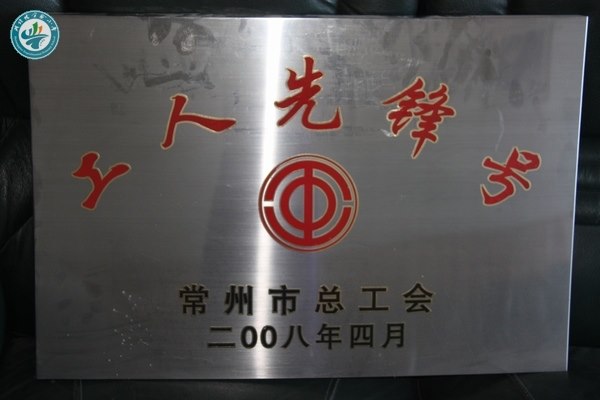 工人先锋号
常州市总工会
二00八年四月